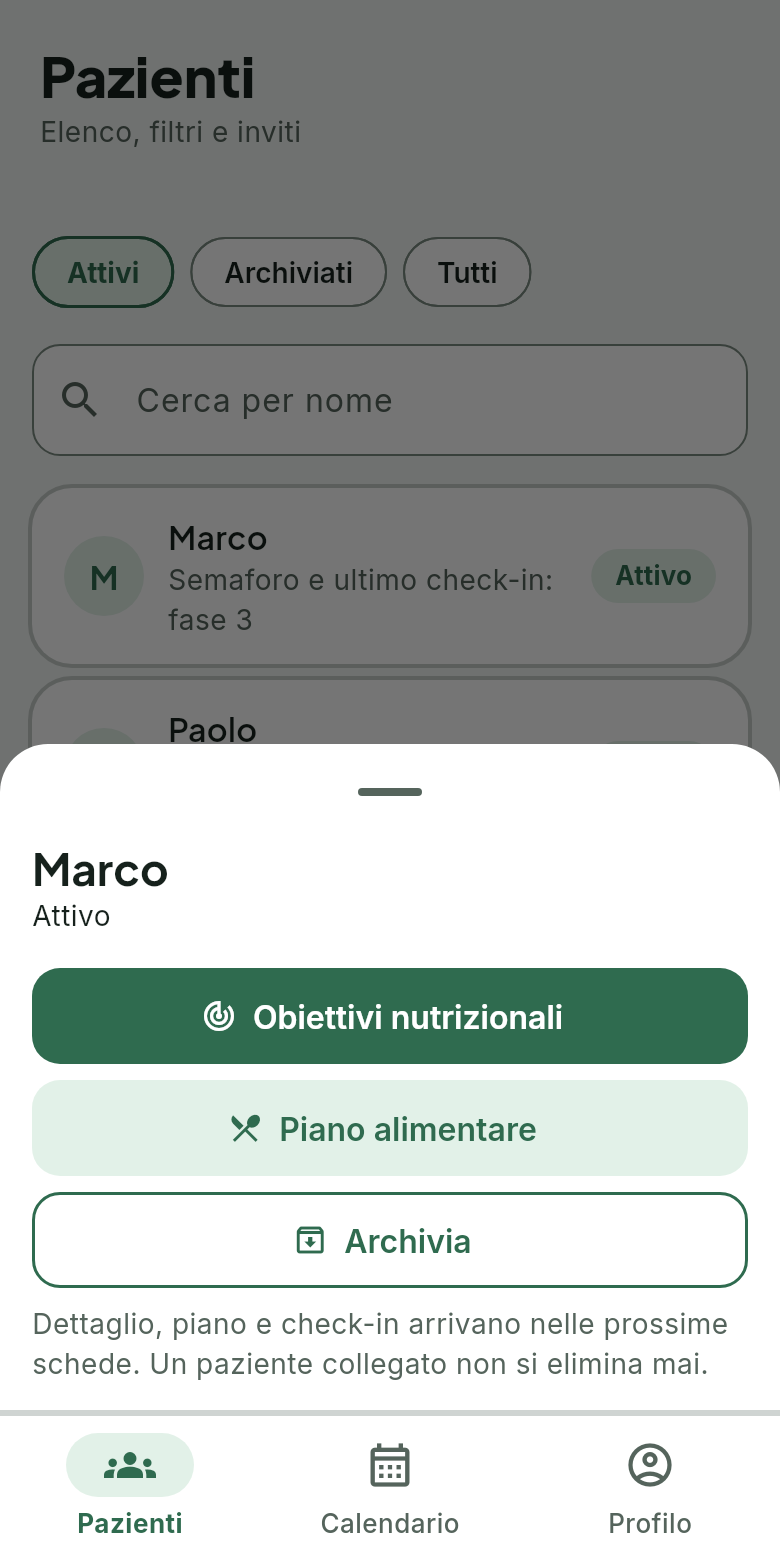 Pazienti
Elenco, filtri e inviti
Attivi
Archiviati
Tutti
Cerca per nome
M
Marco
Semaforo e ultimo check-in:
fase 3
Attivo
Paolo
Marco
Attivo
Obiettivi nutrizionali
Piano alimentare
Archivia
Dettaglio, piano e check-in arrivano nelle prossime
schede. Un paziente collegato non si elimina mai.
Pazienti
Calendario
Profilo